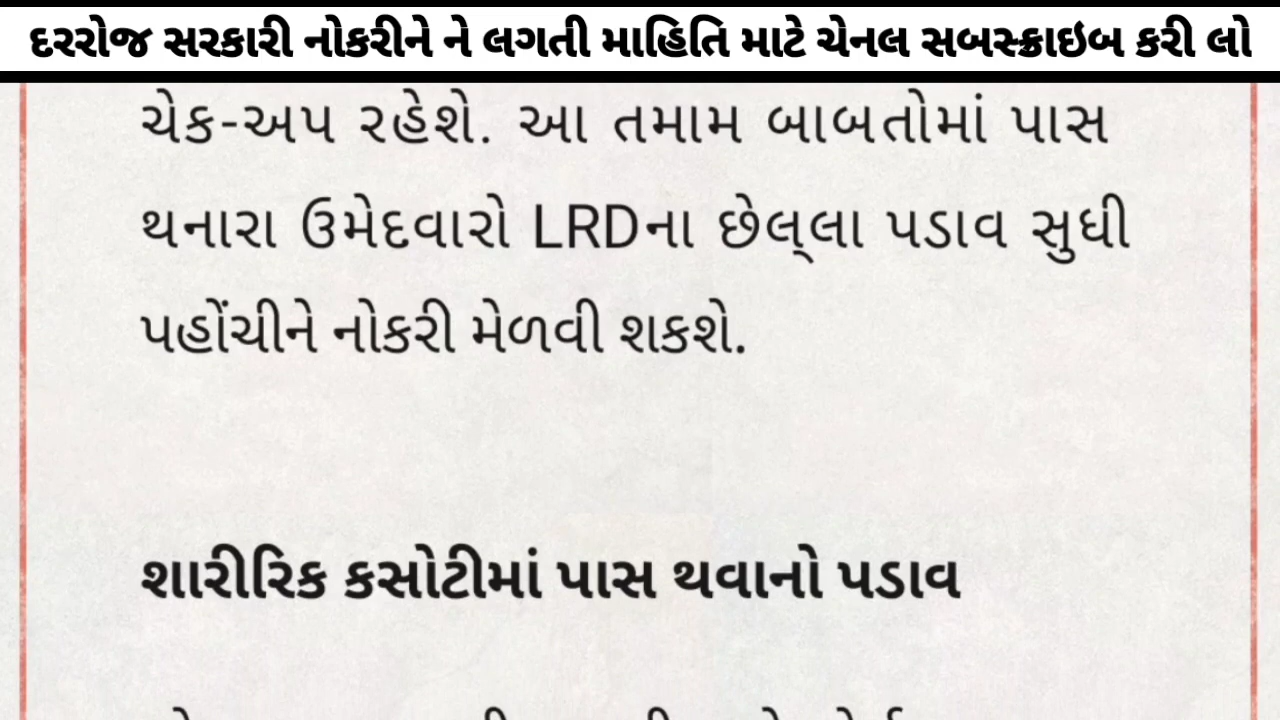 દરરોજ સરકારી નોકરીને ને લગતી માહિતિ માટે ચેનલ સબસ્ક્રાઇબ કરી લો
ચેક-અપ રહેશે. આ તમામ બાબતોમાં પાસ
થનારા ઉમેદવારો LRDના છેલ્લા પડાવ સુધી
પહોંચીને નોકરી મેળવી શકશે.
શારીરિક કસોટીમાં પાસ થવાનો પડાવ